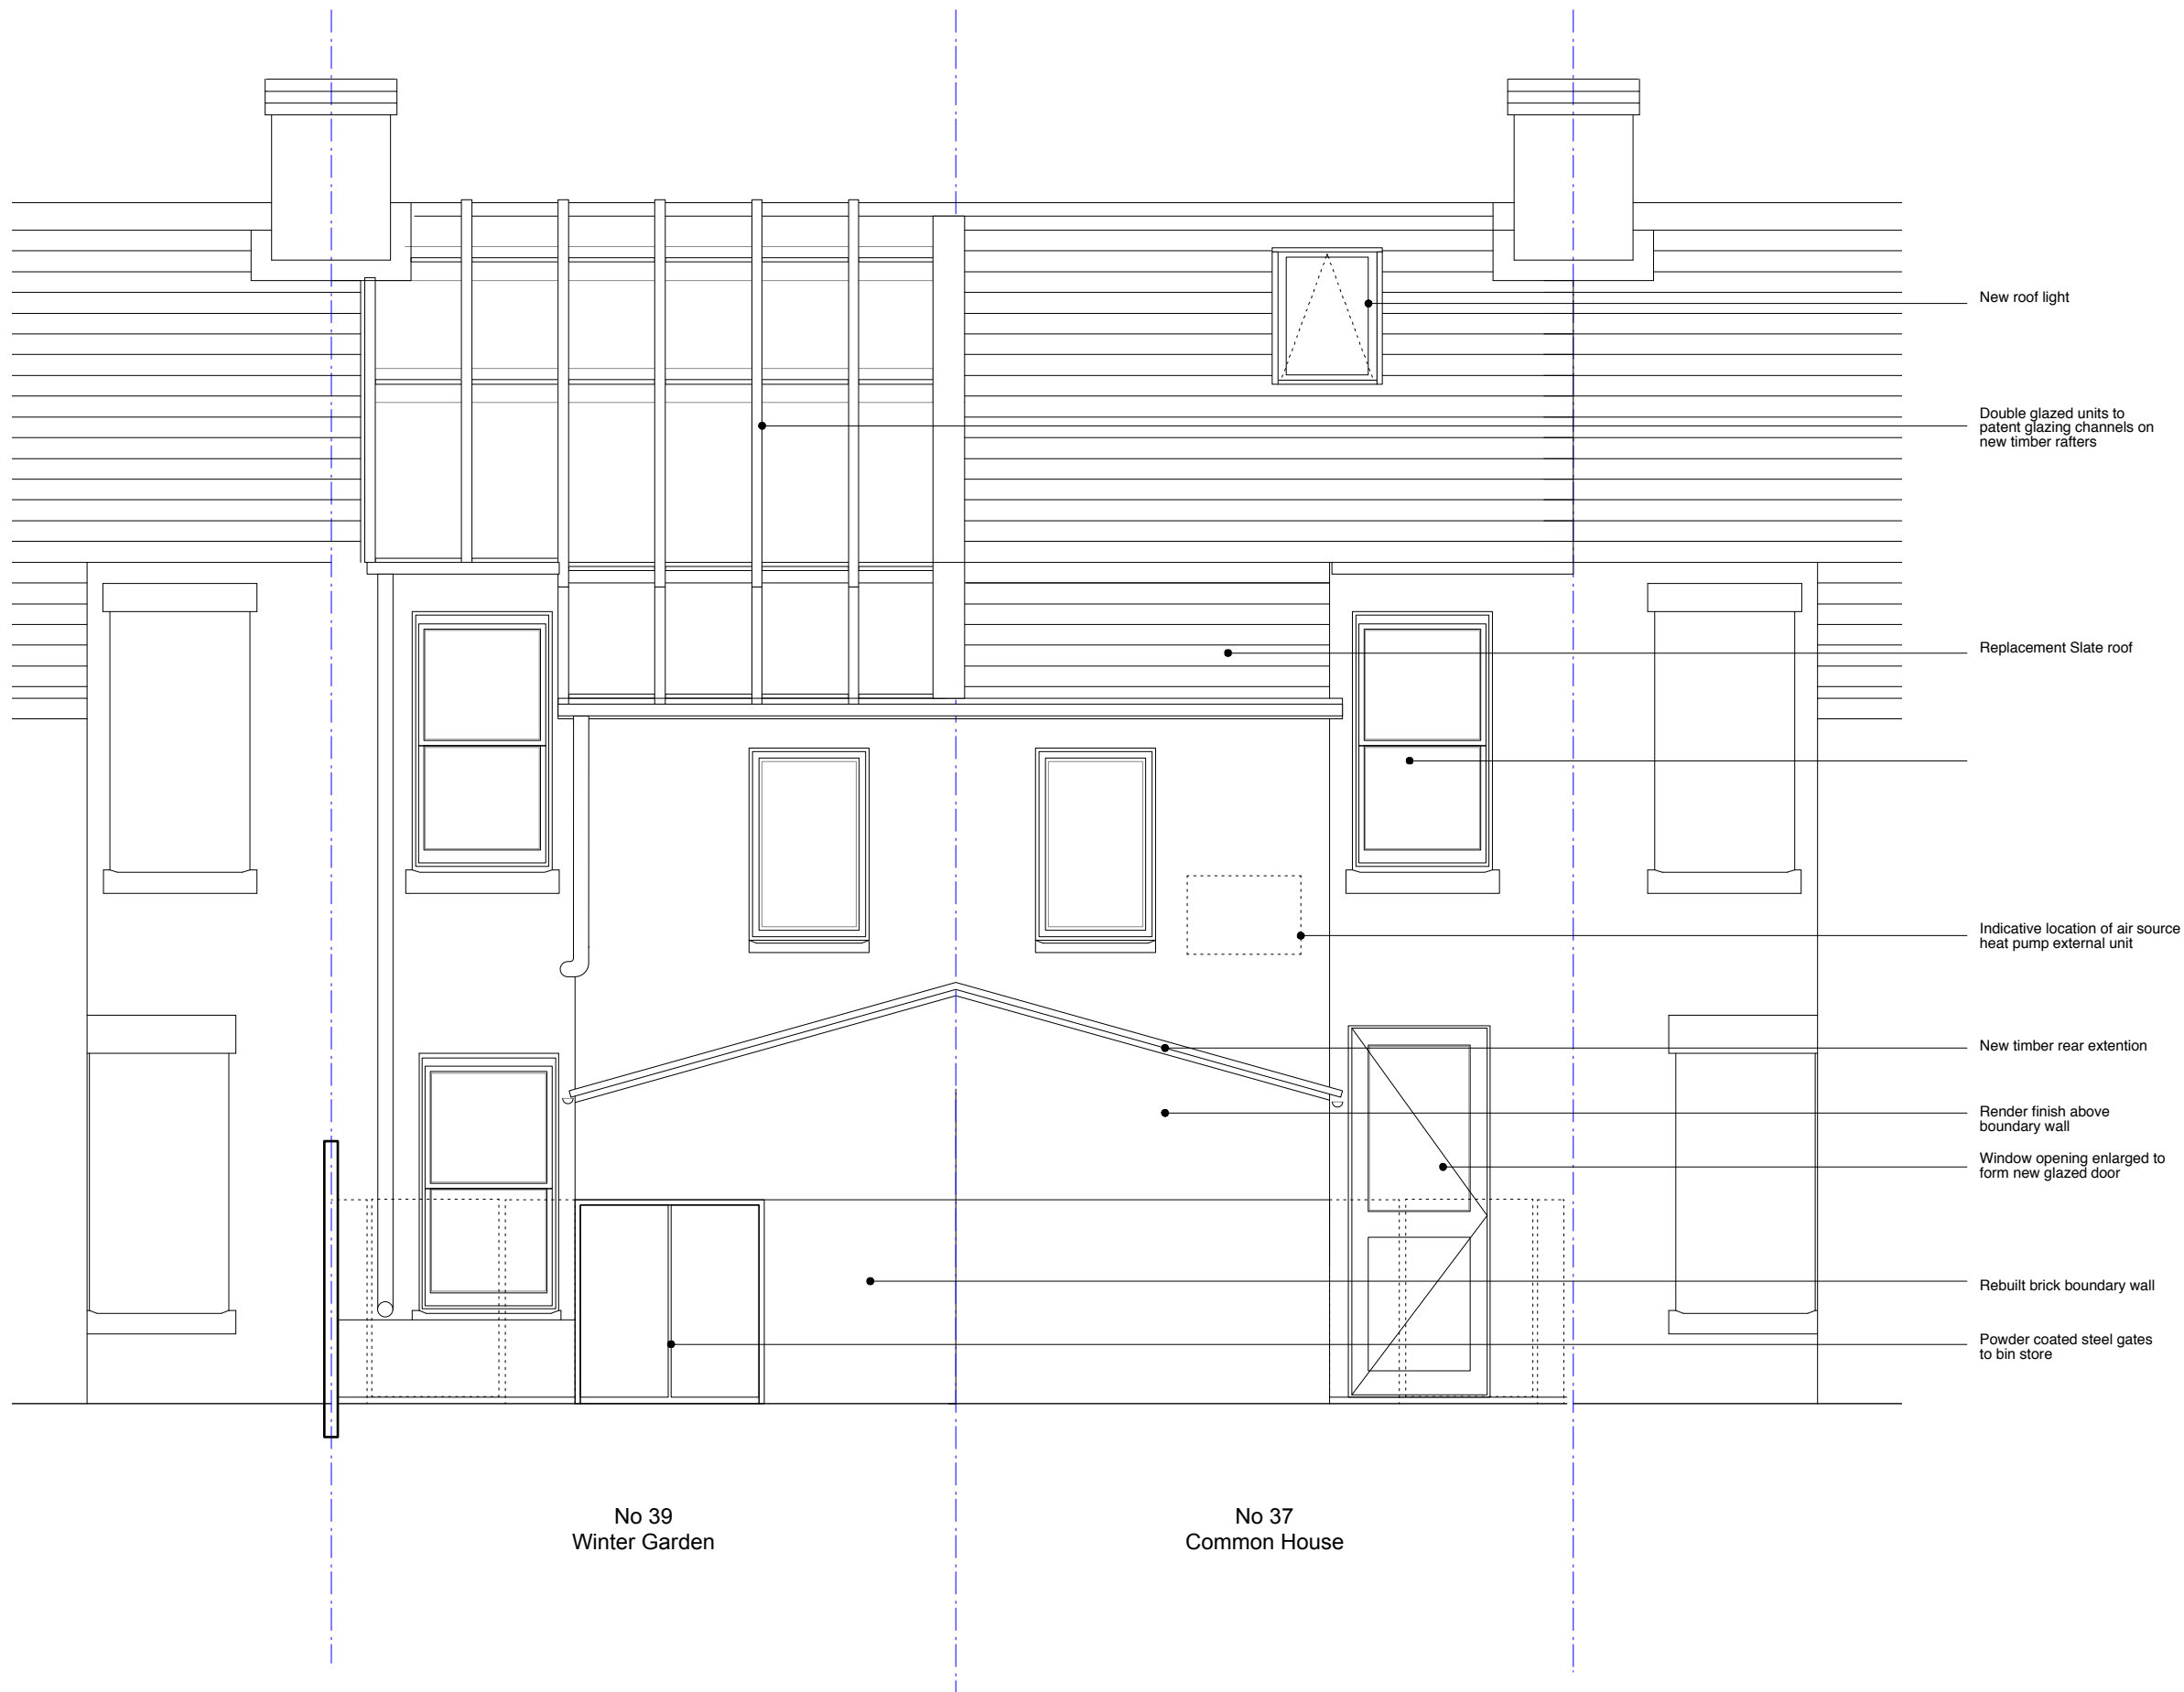 New roof light
Double glazed units to
patent glazing channels on
new timber rafters
Replacement Slate roof
Indicative location of air source
heat pump external unit
New timber rear extention
Render finish above
boundary wall
Window opening enlarged to
form new glazed door
Rebuilt brick boundary wall
Powder coated steel gates
to bin store
No 39
Winter Garden
No 37
Common House